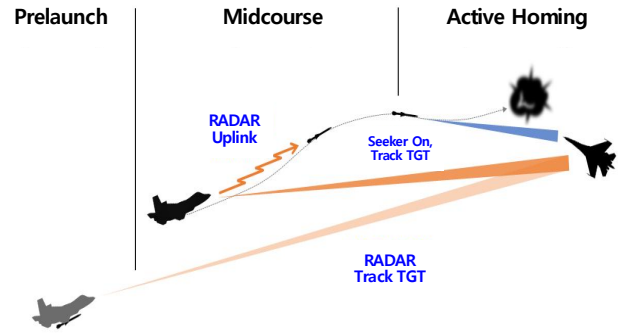 Prelaunch
Midcourse
Active Homing
RADAR
Uplink
Seeker On,
Track TGT
RADAR
Track TGT